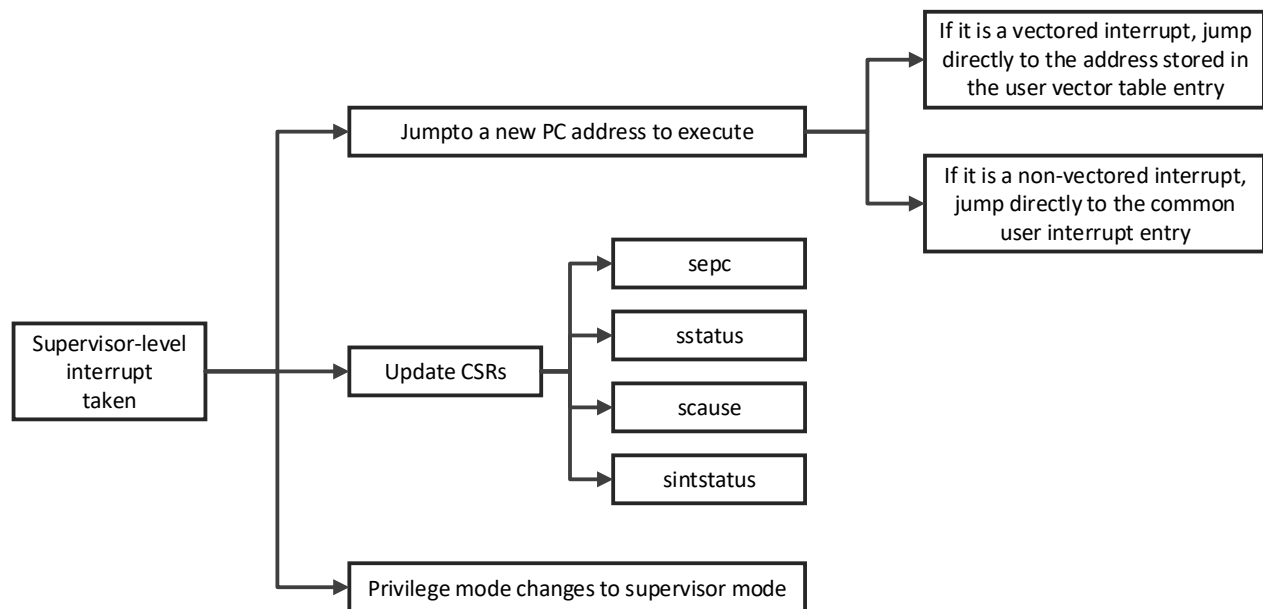 If it is a vectored interrupt, jump
directly to the address stored in
the user vector table entry
Jumpto a new PC address to execute
If it is a non-vectored interrupt,
jump directly to the common
user interrupt entry
sepc
sstatus
Supervisor-level
interrupt
taken
Update CSRs
scause
sintstatus
Privilege mode changes to supervisor mode